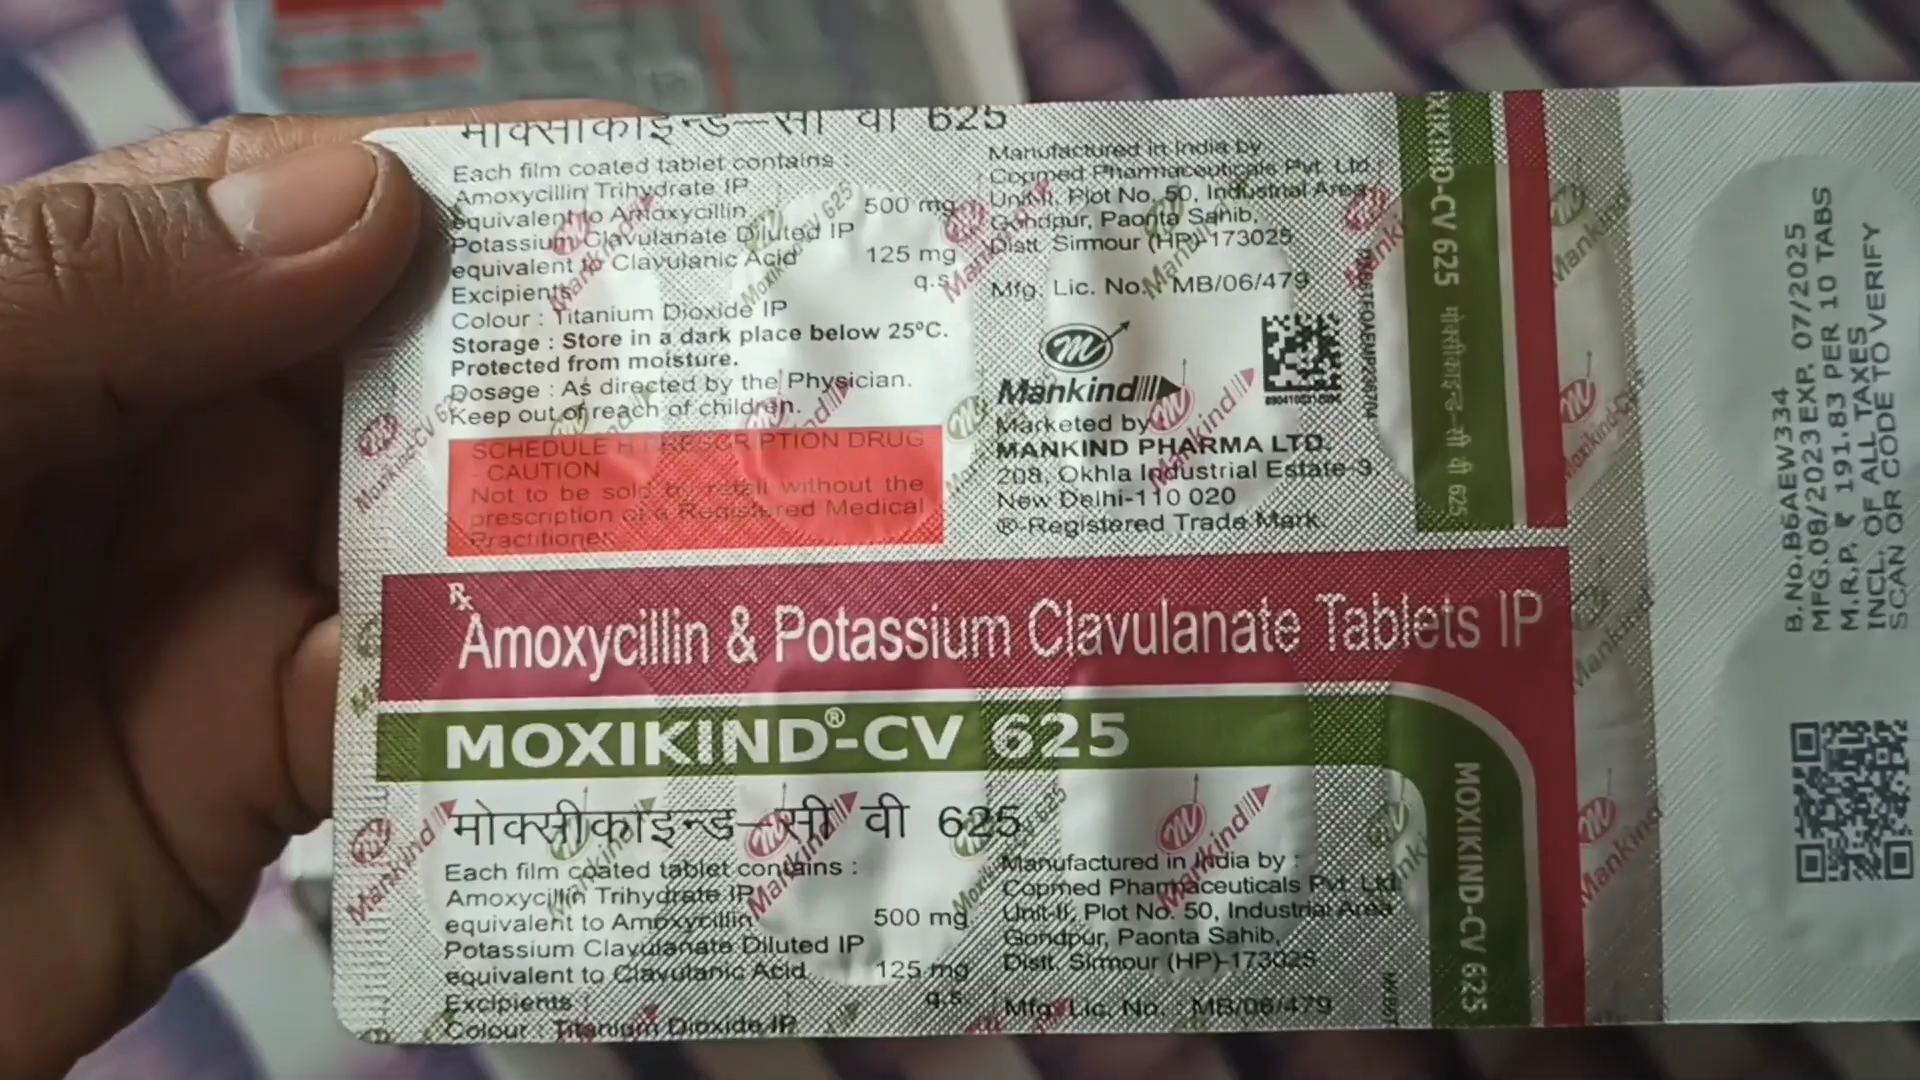 मोक्सीकाइन्ड–सी वी 625
Each film coated tablet contains :
Amoxycillin Trihydrate IP
equivalent to Amoxycillin 500 mg
Potassium Clavulanate Diluted IP
equivalent to Clavulanic Acid 125 mg
Excipients q.s.
Colour : Titanium Dioxide IP
Storage : Store in a dark place below 25°C.
Protected from moisture.
Dosage : As directed by the Physician.
Keep out of reach of children.
SCHEDULE H PRESCRIPTION DRUG
- CAUTION
Not to be sold by retail without the
prescription of a Registered Medical
Practitioner.
Manufactured in India by
Copmed Pharmaceuticals Pvt. Ltd.
Unit-II, Plot No. 50, Industrial Area
Gondpur, Paonta Sahib,
Distt. Sirmour (HP)-173025
Mfg. Lic. No. MB/06/479
Mankind
Marketed by
MANKIND PHARMA LTD.
208, Okhla Industrial Estate-3,
New Delhi-110 020
®-Registered Trade Mark.
OXIKIND-CV 625 मोक्सीकाइन्ड–सी वी 625
Rx
Amoxycillin & Potassium Clavulanate Tablets IP
MOXIKIND®-CV 625
मोक्सीकाइन्ड–सी वी 625
Each film coated tablet contains :
Amoxycillin Trihydrate IP
equivalent to Amoxycillin 500 mg
Potassium Clavulanate Diluted IP
equivalent to Clavulanic Acid 125 mg
Excipients q.s.
Colour : Titanium Dioxide IP
Manufactured in India by :
Copmed Pharmaceuticals Pvt. Ltd.
Unit-II, Plot No. 50, Industrial Area
Gondpur, Paonta Sahib,
Distt. Sirmour (HP)-173025
Mfg. Lic. No. : MB/06/479
MOXIKIND-CV 625
B.No.B6AEW334
MFG.08/2023 EXP. 07/2025
M.R.P. ₹ 191.83 PER 10 TABS
INCL. OF ALL TAXES
SCAN QR CODE TO VERIFY